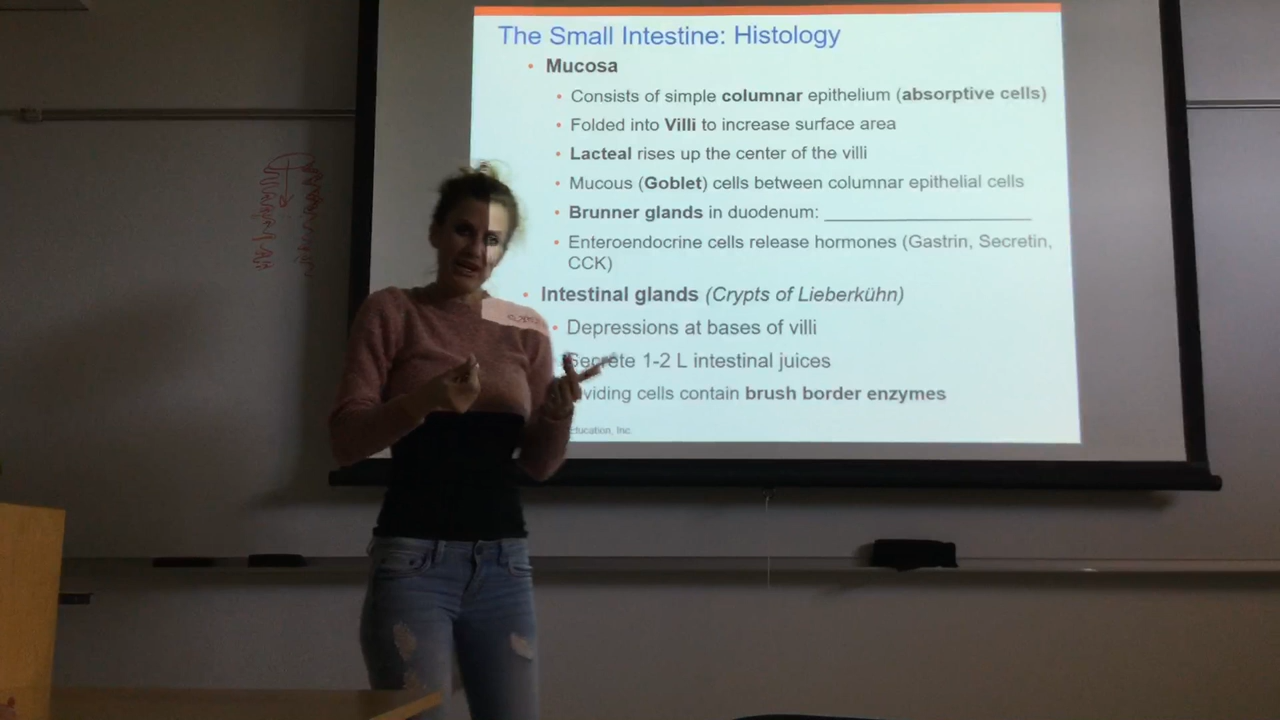 The Small Intestine: Histology
• Mucosa
• Consists of simple columnar epithelium (absorptive cells)
• Folded into Villi to increase surface area
• Lacteal rises up the center of the villi
• Mucous (Goblet) cells between columnar epithelial cells
• Brunner glands in duodenum: ____________________
• Enteroendocrine cells release hormones (Gastrin, Secretin,
CCK)
• Intestinal glands (Crypts of Lieberkühn)
• Depressions at bases of villi
Secrete 1-2 L intestinal juices
cells contain brush border enzymes
Education, Inc.